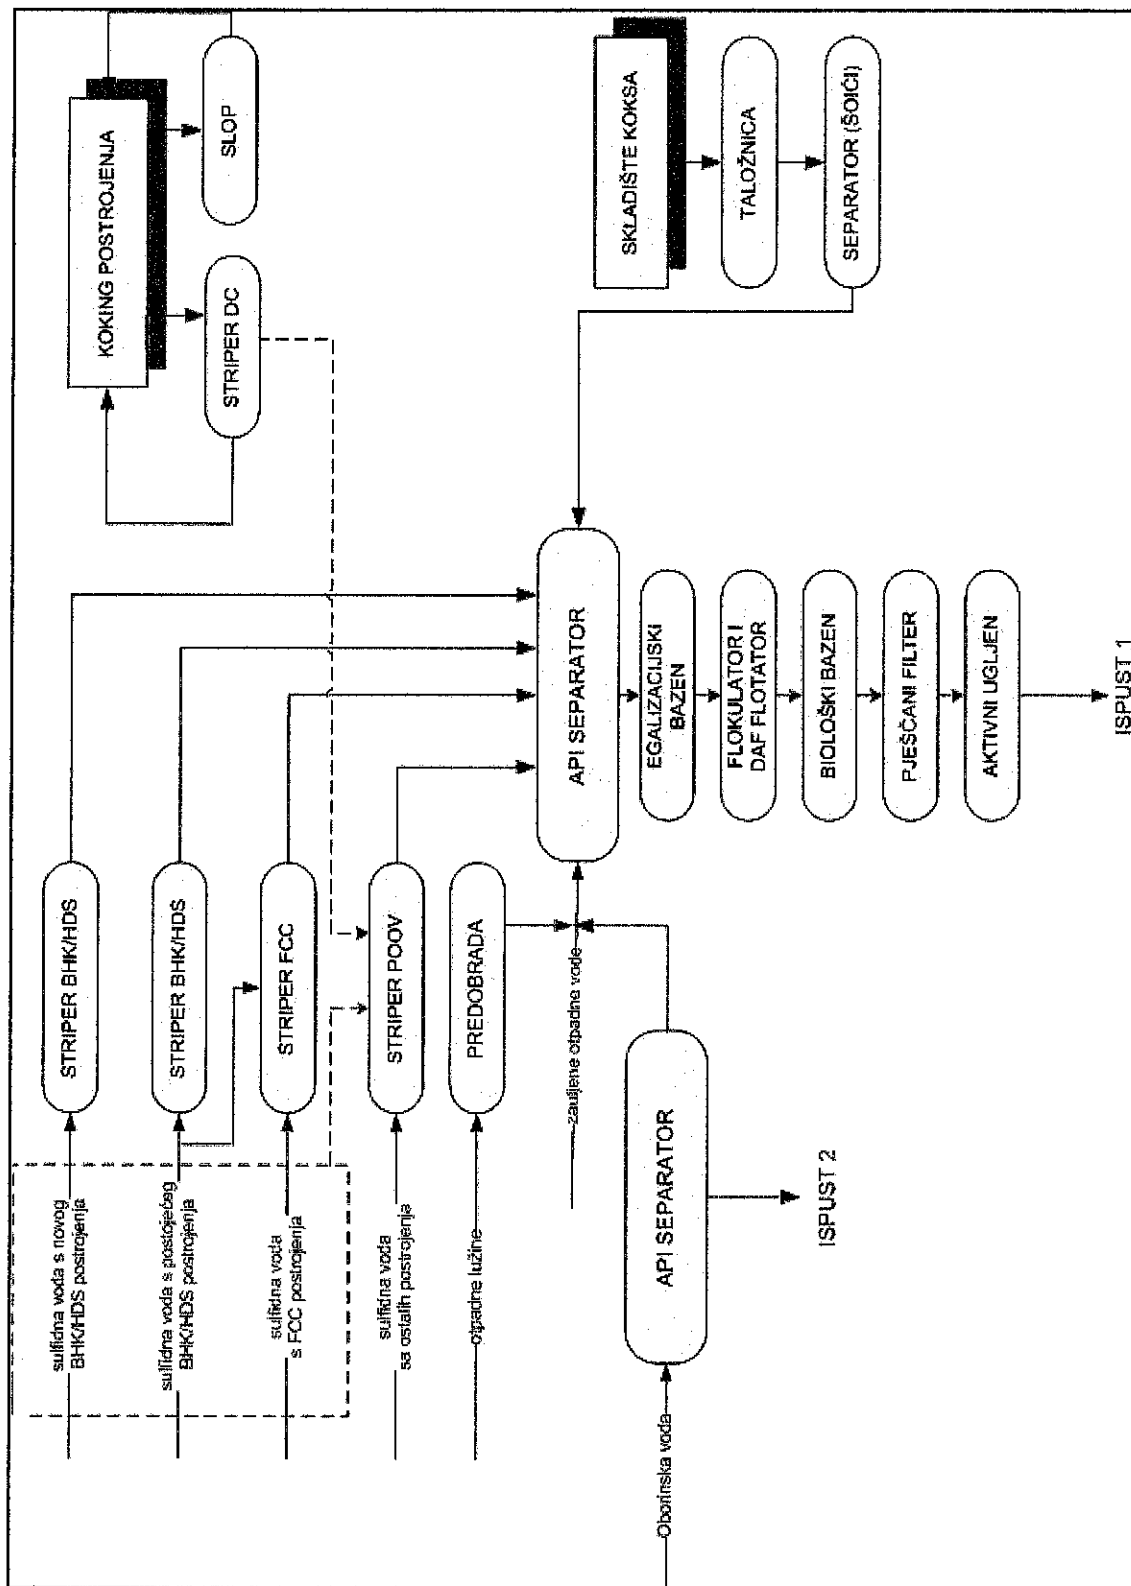 sulfidna voda s novog
BHK/HDS postrojenja
STRIPER BHK/HDS
sulfidna voda s postojećeg
BHK/HDS postrojenja
STRIPER BHK/HDS
sulfidna voda
s FCC postrojenja
STRIPER FCC
sulfidna voda
sa ostalih postrojenja
STRIPER POOV
otpadne lužine
PREDOBRADA
zauljene otpadne vode
Oborinska voda
API SEPARATOR
ISPUST 2
KOKING POSTROJENJA
STRIPER DC
SLOP
SKLADIŠTE KOKSA
TALOŽNICA
SEPARATOR (ŠOIĆI)
API SEPARATOR
EGALIZACIJSKI
BAZEN
FLOKULATOR I
DAF FLOTATOR
BIOLOŠKI BAZEN
PJEŠČANI FILTER
AKTIVNI UGLJEN
ISPUST 1